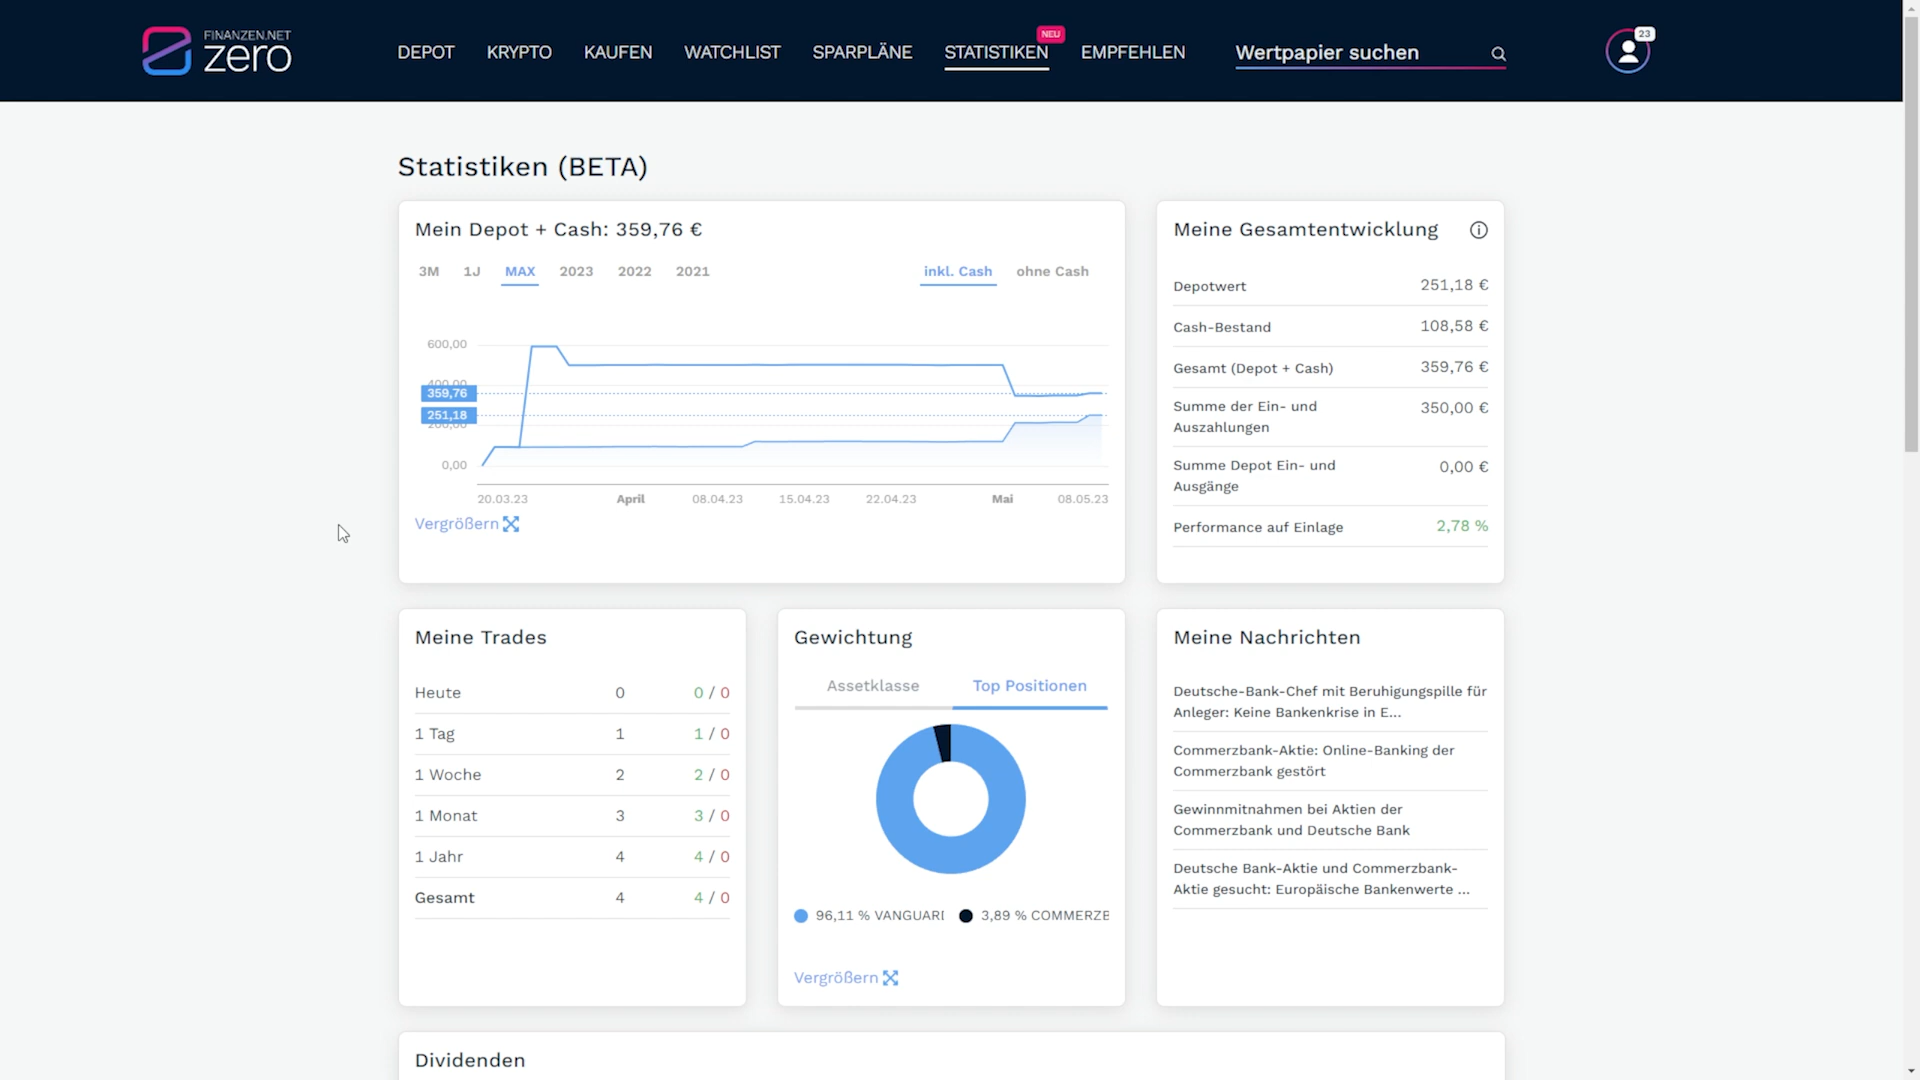 FINANZEN.NET
zero
DEPOT
KRYPTO
KAUFEN
WATCHLIST
SPARPLÄNE
STATISTIKEN
NEU
EMPFEHLEN
Wertpapier suchen
23
Statistiken (BETA)
Mein Depot + Cash: 359,76 €
3M 1J MAX 2023 2022 2021
inkl. Cash ohne Cash
600,00
400,00
359,76
251,18
200,00
0,00
20.03.23 April 08.04.23 15.04.23 22.04.23 Mai 08.05.23
Vergrößern
Meine Gesamtentwicklung
Depotwert 251,18 €
Cash-Bestand 108,58 €
Gesamt (Depot + Cash) 359,76 €
Summe der Ein- und 350,00 €
Auszahlungen
Summe Depot Ein- und 0,00 €
Ausgänge
Performance auf Einlage 2,78 %
Meine Trades
Heute 0 0 / 0
1 Tag 1 1 / 0
1 Woche 2 2 / 0
1 Monat 3 3 / 0
1 Jahr 4 4 / 0
Gesamt 4 4 / 0
Gewichtung
Assetklasse Top Positionen
96,11 % VANGUARD 3,89 % COMMERZB
Vergrößern
Meine Nachrichten
Deutsche-Bank-Chef mit Beruhigungspille für
Anleger: Keine Bankenkrise in E...
Commerzbank-Aktie: Online-Banking der
Commerzbank gestört
Gewinnmitnahmen bei Aktien der
Commerzbank und Deutsche Bank
Deutsche Bank-Aktie und Commerzbank-
Aktie gesucht: Europäische Bankenwerte ...
Dividenden